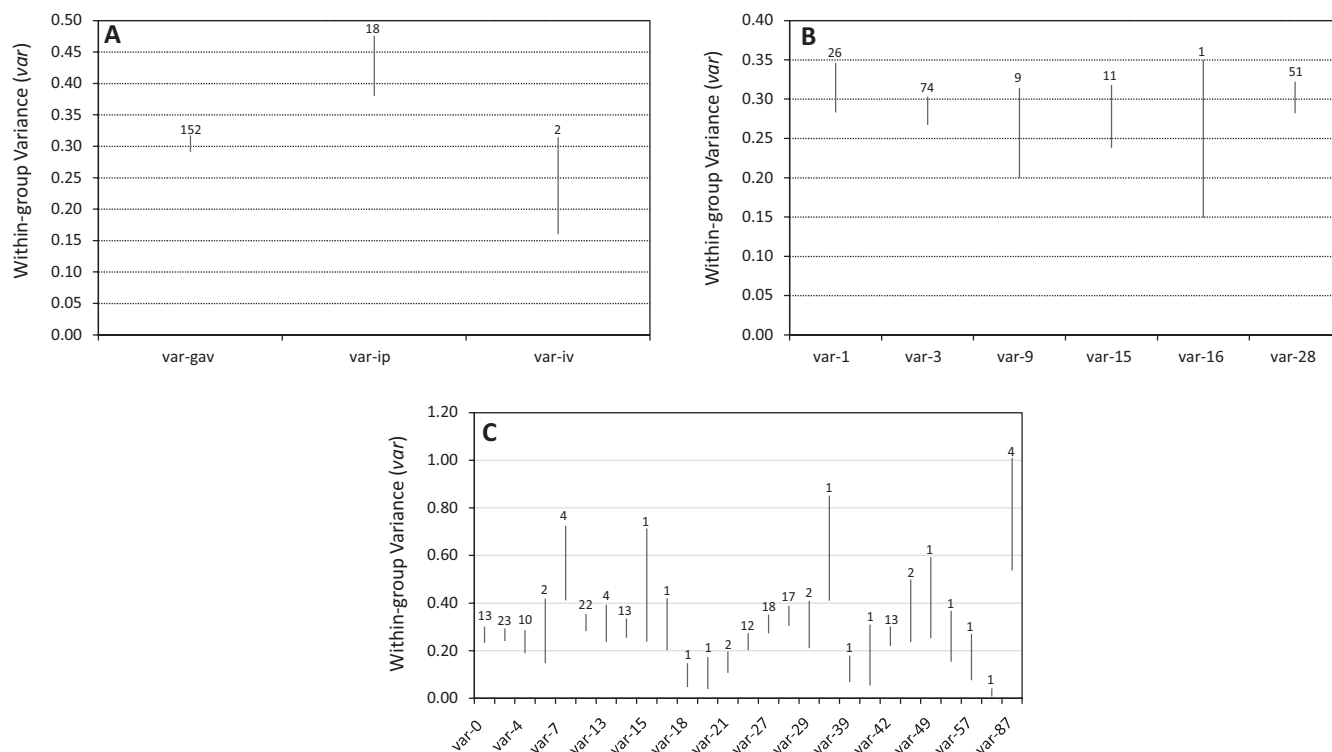 A
Within-group Variance (var)
0.50
0.45
0.40
0.35
0.30
0.25
0.20
0.15
0.10
0.05
0.00
152
18
2
var-gav var-ip var-iv
B
Within-group Variance (var)
0.40
0.35
0.30
0.25
0.20
0.15
0.10
0.05
0.00
26 74 9 11 1 51
var-1 var-3 var-9 var-15 var-16 var-28
C
Within-group Variance (var)
1.20
1.00
0.80
0.60
0.40
0.20
0.00
13 23 10 2 4 22 4 13 1 1 1 1 2 12 18 17 2 1 1 1 13 2 1 1 1 1 4
var-0 var-4 var-7 var-13 var-15 var-18 var-21 var-27 var-29 var-39 var-42 var-49 var-57 var-87